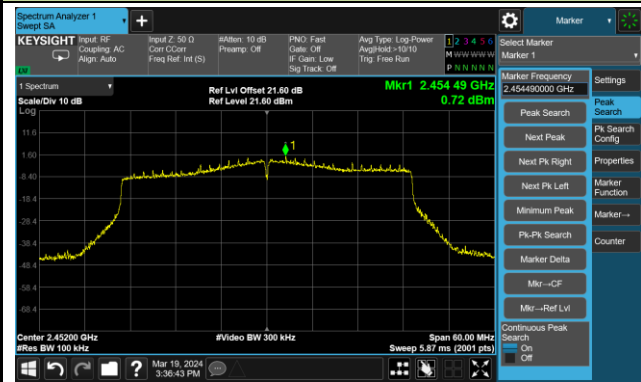 Spectrum Analyzer 1
Swept SA
+
Marker
KEYSIGHT
Input: RF
Coupling: AC
Align: Auto
Input Z: 50 Ω
Corr CCorr
Freq Ref: Int (S)
#Atten: 10 dB
Preamp: Off
PNO: Fast
Gate: Off
IF Gain: Low
Sig Track: Off
Avg Type: Log-Power
Avg|Hold:>10/10
Trig: Free Run
1 2 3 4 5 6
M W W W W W
P N N N N N
LXI
Select Marker
Marker 1
1 Spectrum
Scale/Div 10 dB
Log
Ref Lvl Offset 21.60 dB
Ref Level 21.60 dBm
Mkr1 2.454 49 GHz
0.72 dBm
11.6
1.60
-8.40
-18.4
-28.4
-38.4
-48.4
-58.4
-68.4
1
Center 2.45200 GHz
#Res BW 100 kHz
#Video BW 300 kHz
Span 60.00 MHz
Sweep 5.87 ms (2001 pts)
Marker Frequency
2.454490000 GHz
Peak Search
Next Peak
Next Pk Right
Next Pk Left
Minimum Peak
Pk-Pk Search
Marker Delta
Mkr→CF
Mkr→Ref Lvl
Continuous Peak
Search
On
Off
Settings
Peak
Search
Pk Search
Config
Properties
Marker
Function
Marker→
Counter
?
Mar 19, 2024
3:36:43 PM